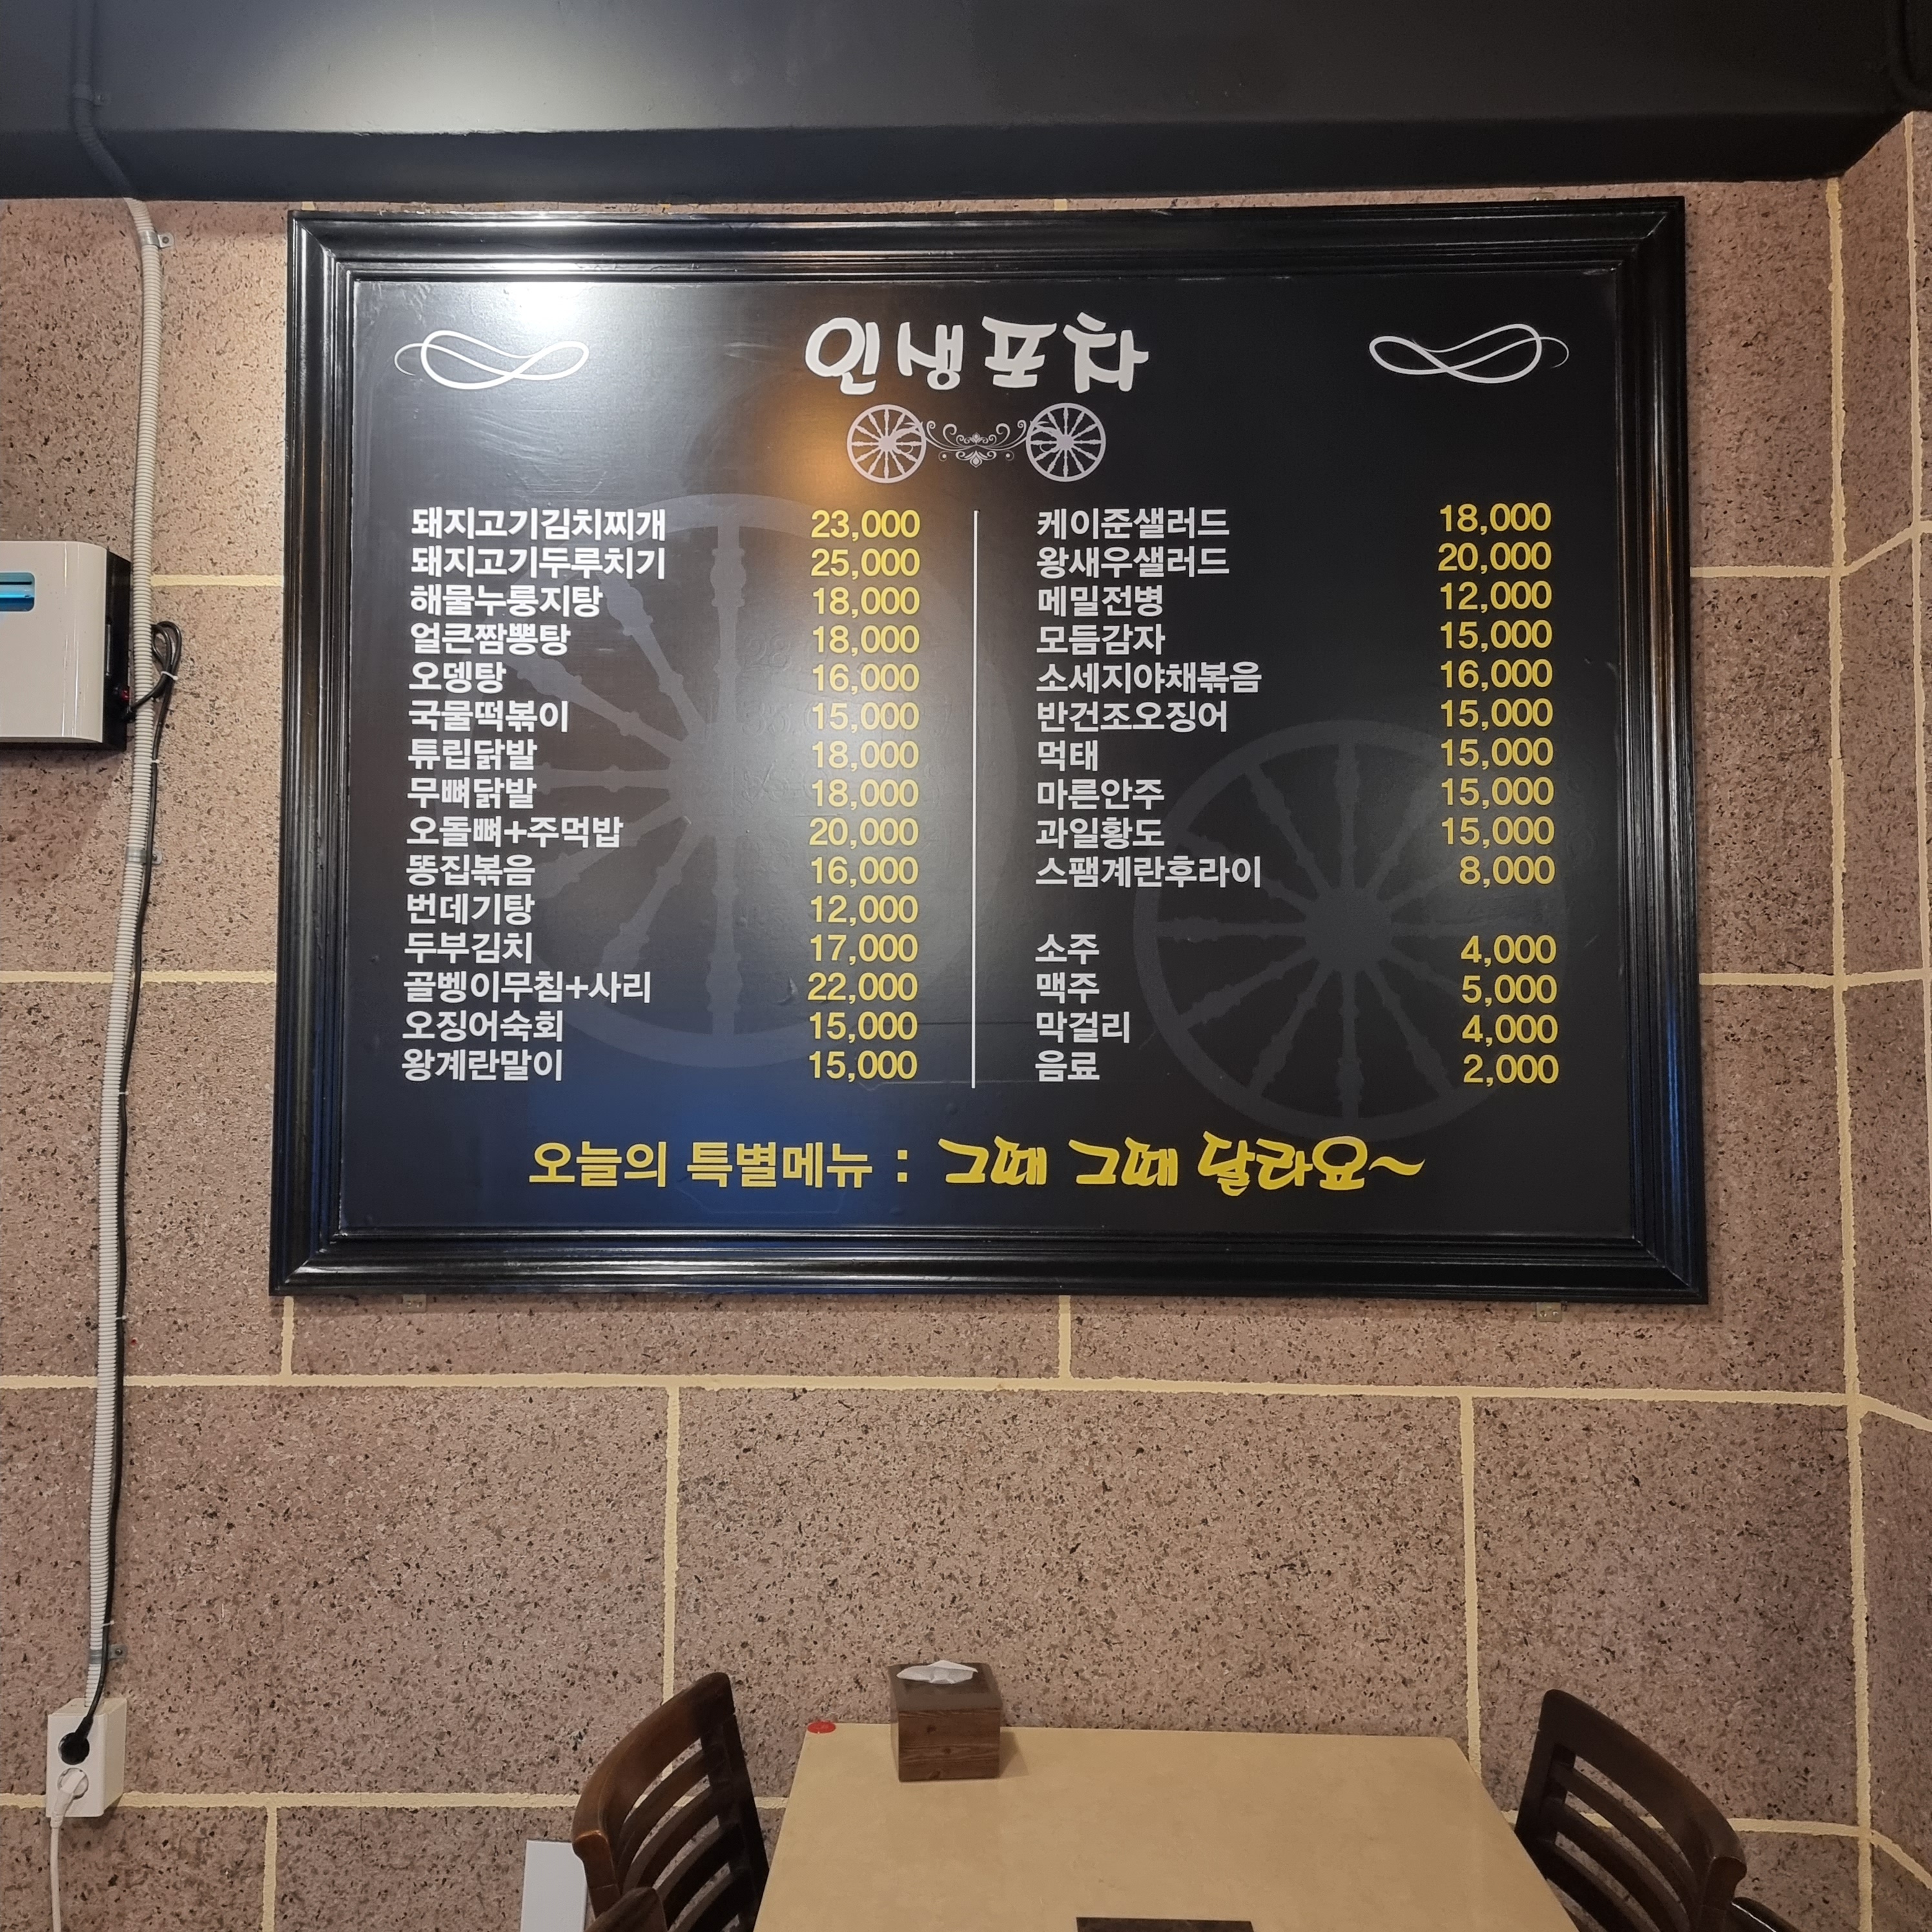 인생포차
돼지고기김치찌개 23,000
돼지고기두루치기 25,000
해물누룽지탕 18,000
얼큰짬뽕탕 18,000
오뎅탕 16,000
국물떡볶이 15,000
튜립닭발 18,000
무뼈닭발 18,000
오돌뼈+주먹밥 20,000
똥집볶음 16,000
번데기탕 12,000
두부김치 17,000
골벵이무침+사리 22,000
오징어숙회 15,000
왕계란말이 15,000
케이준샐러드 18,000
왕새우샐러드 20,000
메밀전병 12,000
모듬감자 15,000
소세지야채볶음 16,000
반건조오징어 15,000
먹태 15,000
마른안주 15,000
과일황도 15,000
스팸계란후라이 8,000
소주 4,000
맥주 5,000
막걸리 4,000
음료 2,000
오늘의 특별메뉴 : 그때 그때 달라요~